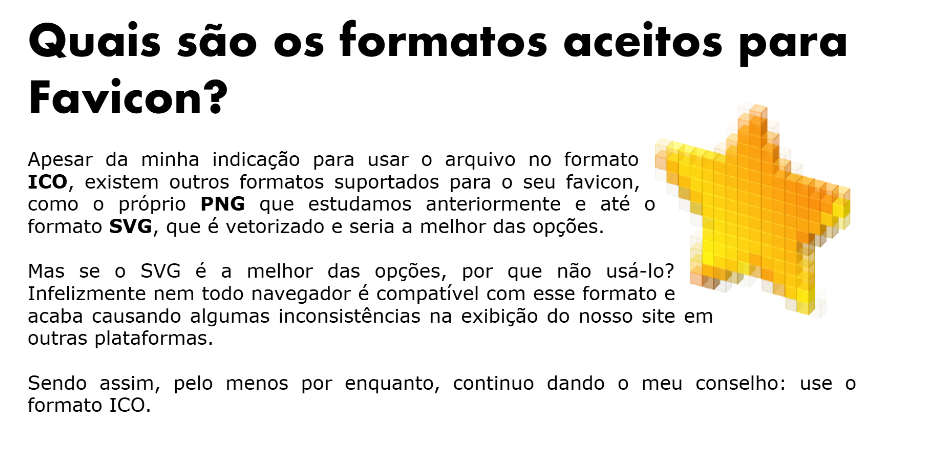 Quais são os formatos aceitos para
Favicon?
Apesar da minha indicação para usar o arquivo no formato
ICO, existem outros formatos suportados para o seu favicon,
como o próprio PNG que estudamos anteriormente e até o
formato SVG, que é vetorizado e seria a melhor das opções.
Mas se o SVG é a melhor das opções, por que não usá-lo?
Infelizmente nem todo navegador é compatível com esse formato e
acaba causando algumas inconsistências na exibição do nosso site em
outras plataformas.
Sendo assim, pelo menos por enquanto, continuo dando o meu conselho: use o
formato ICO.